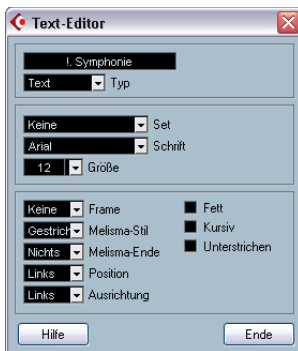 Text-Editor
!. Symphonie
Text Typ
Keine Set
Arial Schrift
12 Größe
Keine Frame Fett
Gestrich Melisma-Stil Kursiv
Nichts Melisma-Ende Unterstrichen
Links Position
Links Ausrichtung
Hilfe Ende